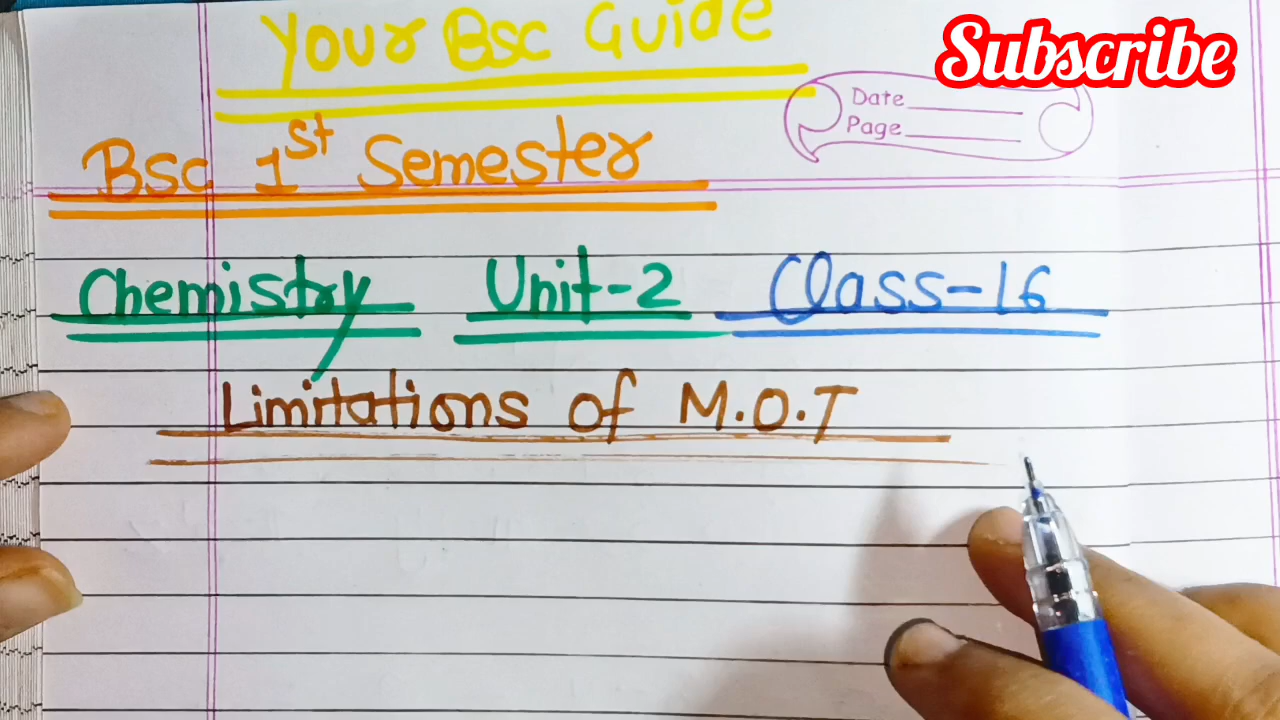 Your Bsc Guide
Subscribe
Date
Page
Bsc 1st Semester
Chemistry Unit-2 Class-16
Limitations of M.O.T